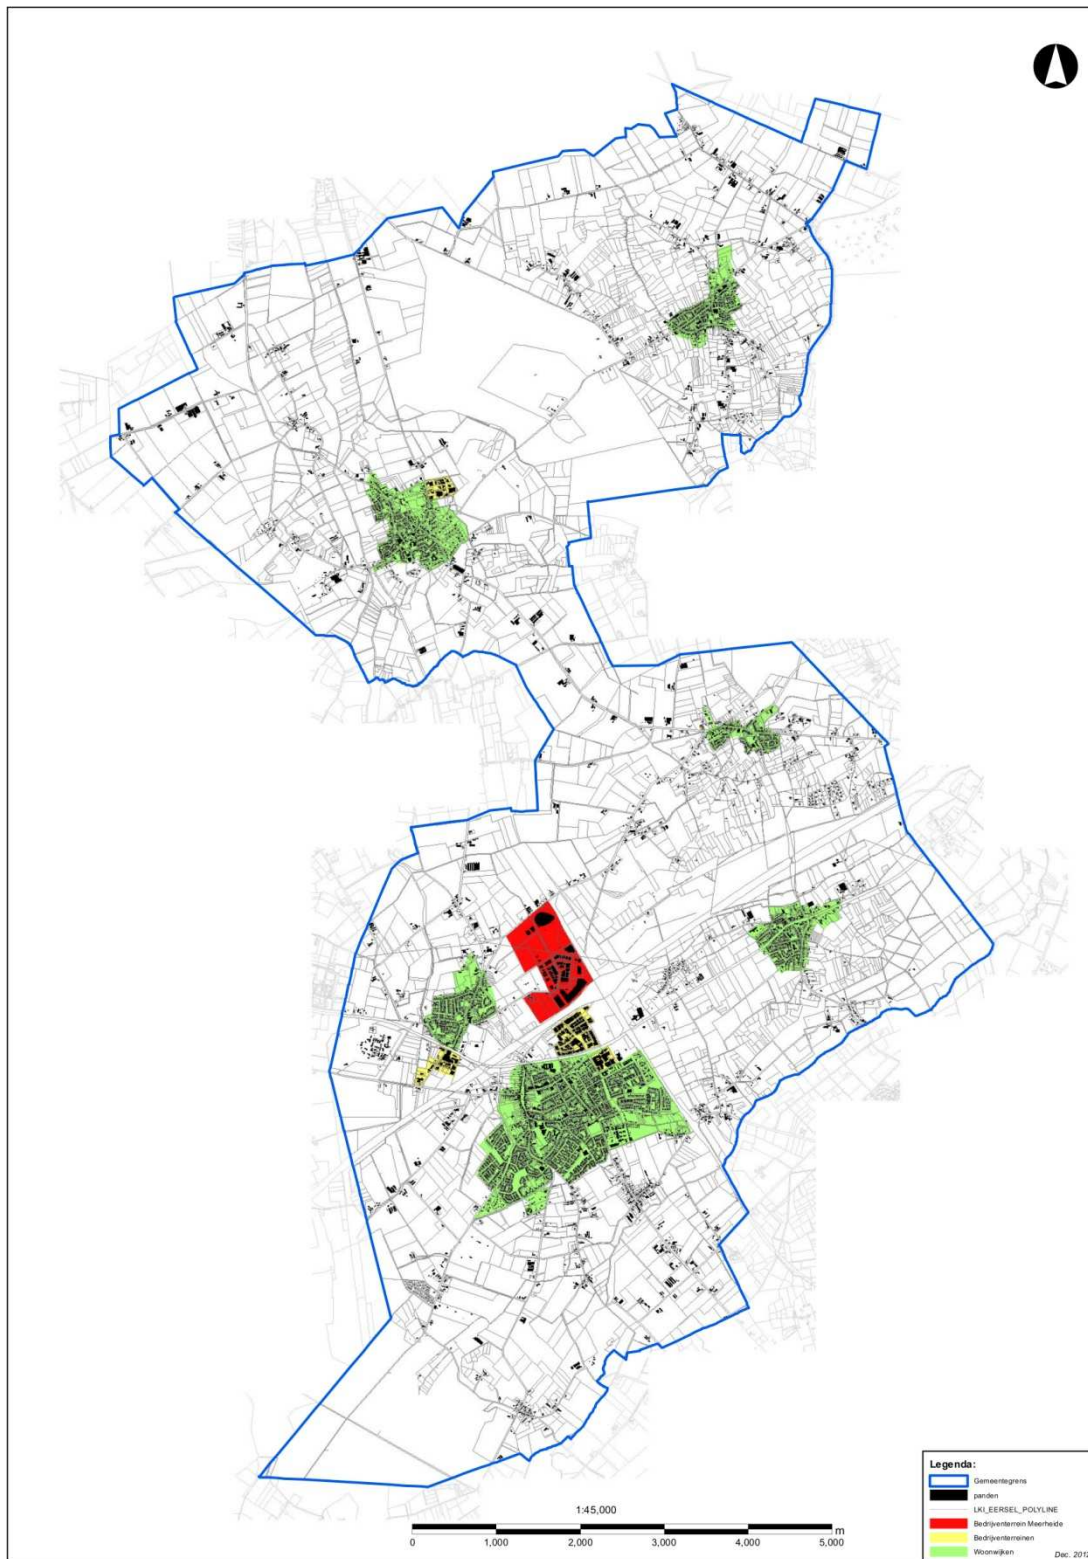 1:45,000
m
0 1,000 2,000 3,000 4,000 5,000
Legenda:
Gemeentegrens
panden
LKI_EERSEL_POLYLINE
Bedrijventerrein Meerheide
Bedrijventerreinen
Woonwijken